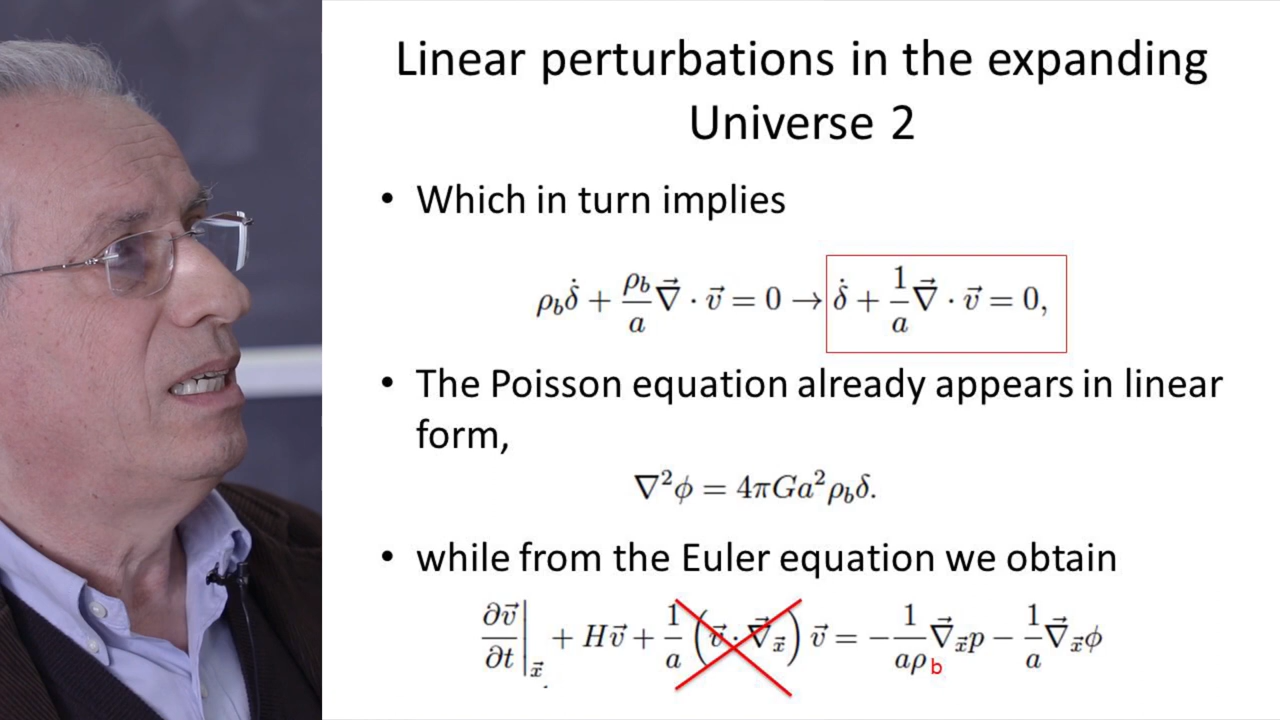 Linear perturbations in the expanding
Universe 2
• Which in turn implies
ρ_b δ̇ + ρ_b/a ∇⃗ · v⃗ = 0 → δ̇ + 1/a ∇⃗ · v⃗ = 0,
• The Poisson equation already appears in linear
form,
∇²ϕ = 4πGa²ρ_bδ.
• while from the Euler equation we obtain
∂v⃗/∂t|_x⃗ + Hv⃗ + 1/a (v⃗ · ∇⃗_x⃗) v⃗ = − 1/aρ b ∇⃗_x⃗ p − 1/a ∇⃗_x⃗ ϕ